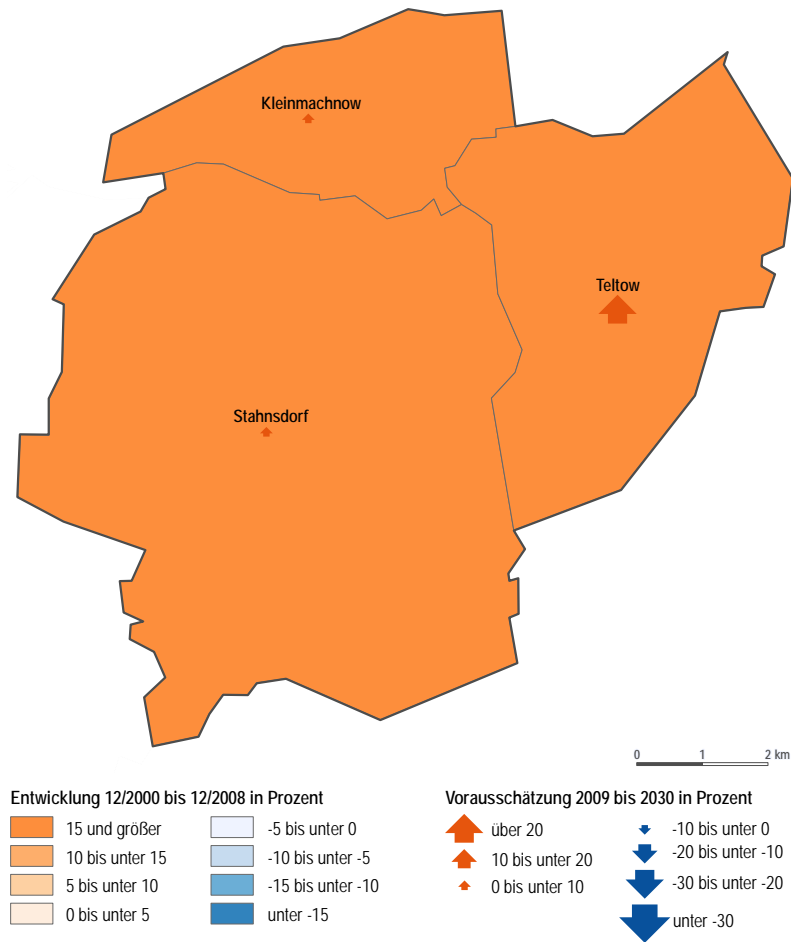 Kleinmachnow
Teltow
Stahnsdorf
0 1 2 km
Entwicklung 12/2000 bis 12/2008 in Prozent
15 und größer
10 bis unter 15
5 bis unter 10
0 bis unter 5
-5 bis unter 0
-10 bis unter -5
-15 bis unter -10
unter -15
Vorausschätzung 2009 bis 2030 in Prozent
über 20
10 bis unter 20
0 bis unter 10
-10 bis unter 0
-20 bis unter -10
-30 bis unter -20
unter -30